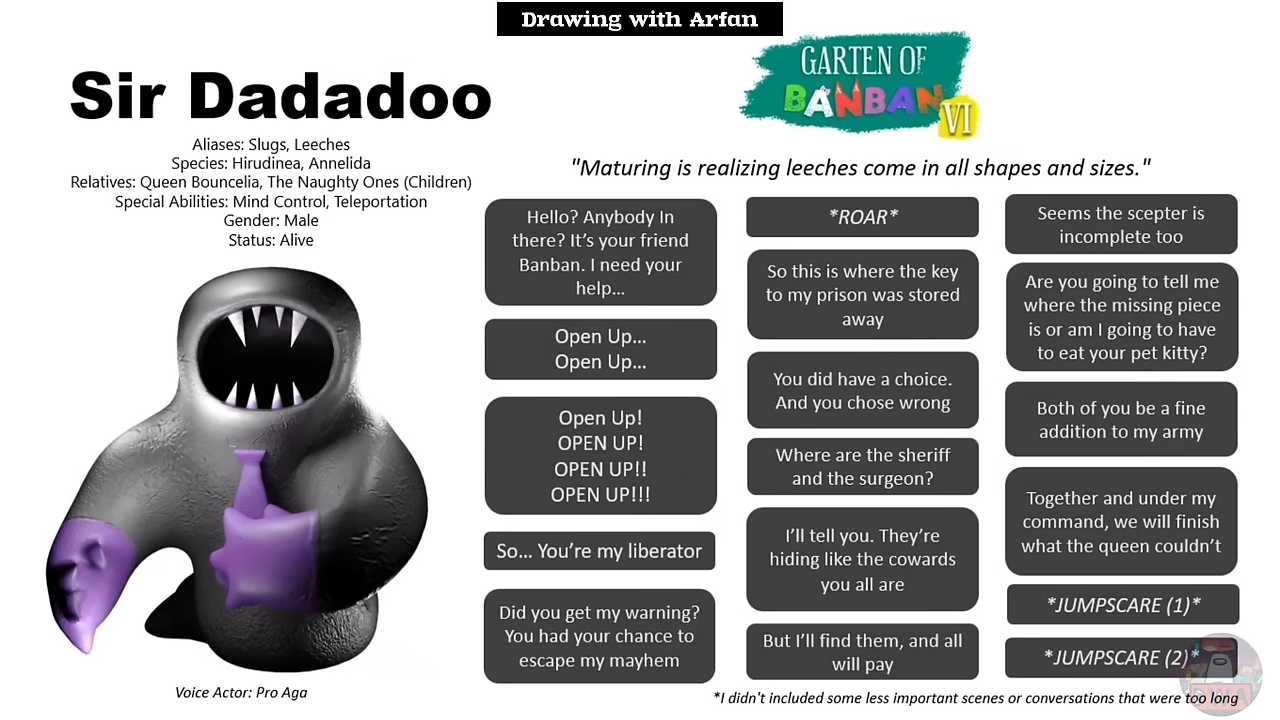 Drawing with Arfan
GARTEN OF
BANBAN
VI
Sir Dadadoo
Aliases: Slugs, Leeches
Species: Hirudinea, Annelida
Relatives: Queen Bouncelia, The Naughty Ones (Children)
Special Abilities: Mind Control, Teleportation
Gender: Male
Status: Alive
Voice Actor: Pro Aga
"Maturing is realizing leeches come in all shapes and sizes."
Hello? Anybody In
there? It’s your friend
Banban. I need your
help...
Open Up...
Open Up...
Open Up!
OPEN UP!
OPEN UP!!
OPEN UP!!!
So... You’re my liberator
Did you get my warning?
You had your chance to
escape my mayhem
*ROAR*
So this is where the key
to my prison was stored
away
You did have a choice.
And you chose wrong
Where are the sheriff
and the surgeon?
I’ll tell you. They’re
hiding like the cowards
you all are
But I’ll find them, and all
will pay
Seems the scepter is
incomplete too
Are you going to tell me
where the missing piece
is or am I going to have
to eat your pet kitty?
Both of you be a fine
addition to my army
Together and under my
command, we will finish
what the queen couldn’t
*JUMPSCARE (1)*
*JUMPSCARE (2)*
DWA
*I didn't included some less important scenes or conversations that were too long